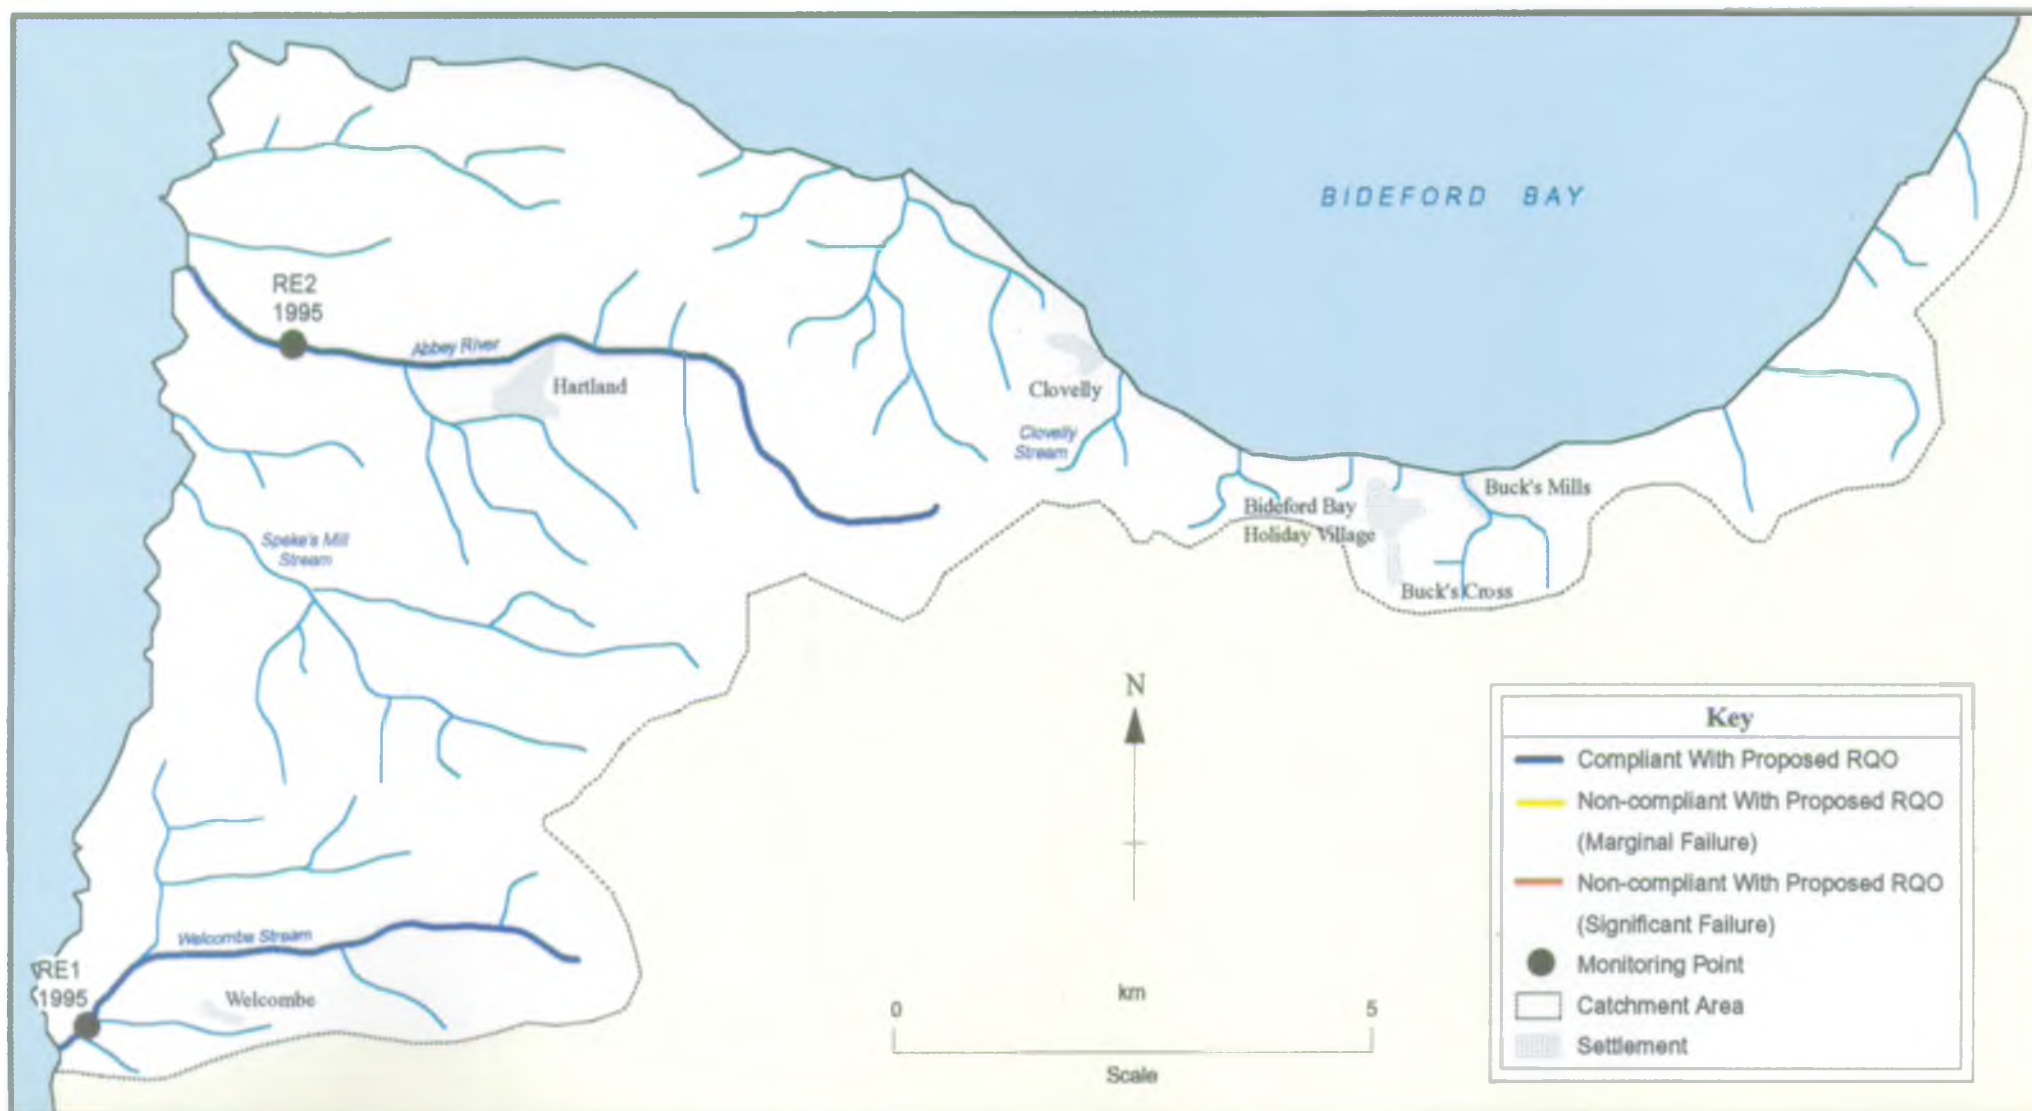 BIDEFORD BAY
RE2
1995
Abbey River
Hartland
Clovelly
Clovelly
Stream
Bideford Bay
Holiday Village
Buck's Mills
Buck's Cross
Speke's Mill
Stream
Welcombe Stream
RE1
1995
Welcombe
N
km
0 5
Scale
Key
Compliant With Proposed RQO
Non-compliant With Proposed RQO
(Marginal Failure)
Non-compliant With Proposed RQO
(Significant Failure)
Monitoring Point
Catchment Area
Settlement